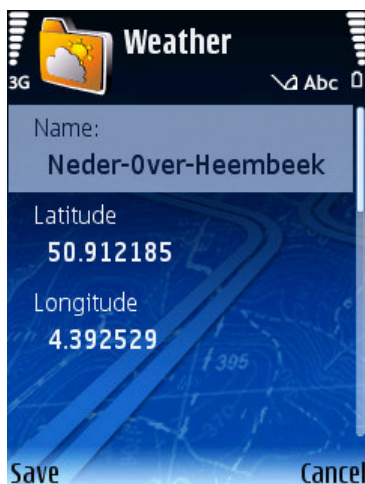 Weather
3G
Abc
Name:
Neder-Over-Heembeek
Latitude
50.912185
Longitude
4.392529
395
Save Cancel